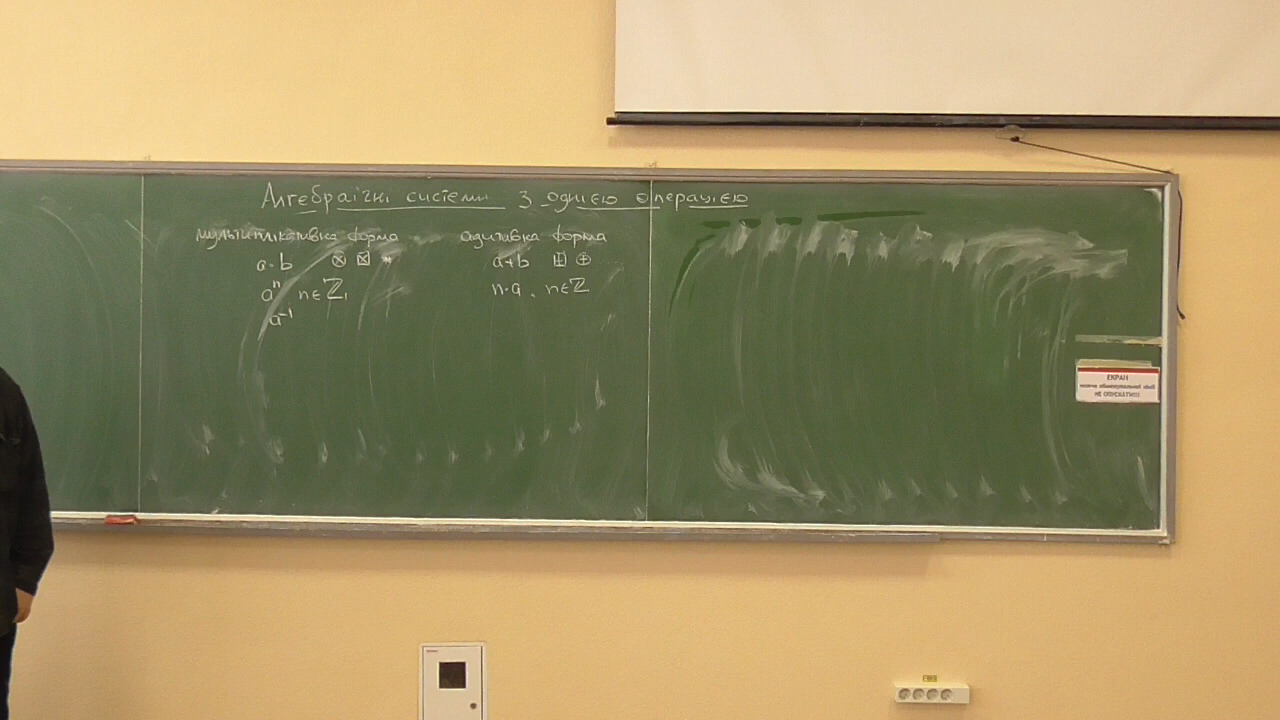 Алгебраїчні системи з однією операцією
мультиплікативна форма
a·b ⊗ ⊠ *
aⁿ, n∈ℤ,
a⁻¹
адитивна форма
a+b ⊞ ⊕
n·a, n∈ℤ
ЕКРАН
НЕ ОПУСКАТИ!!!